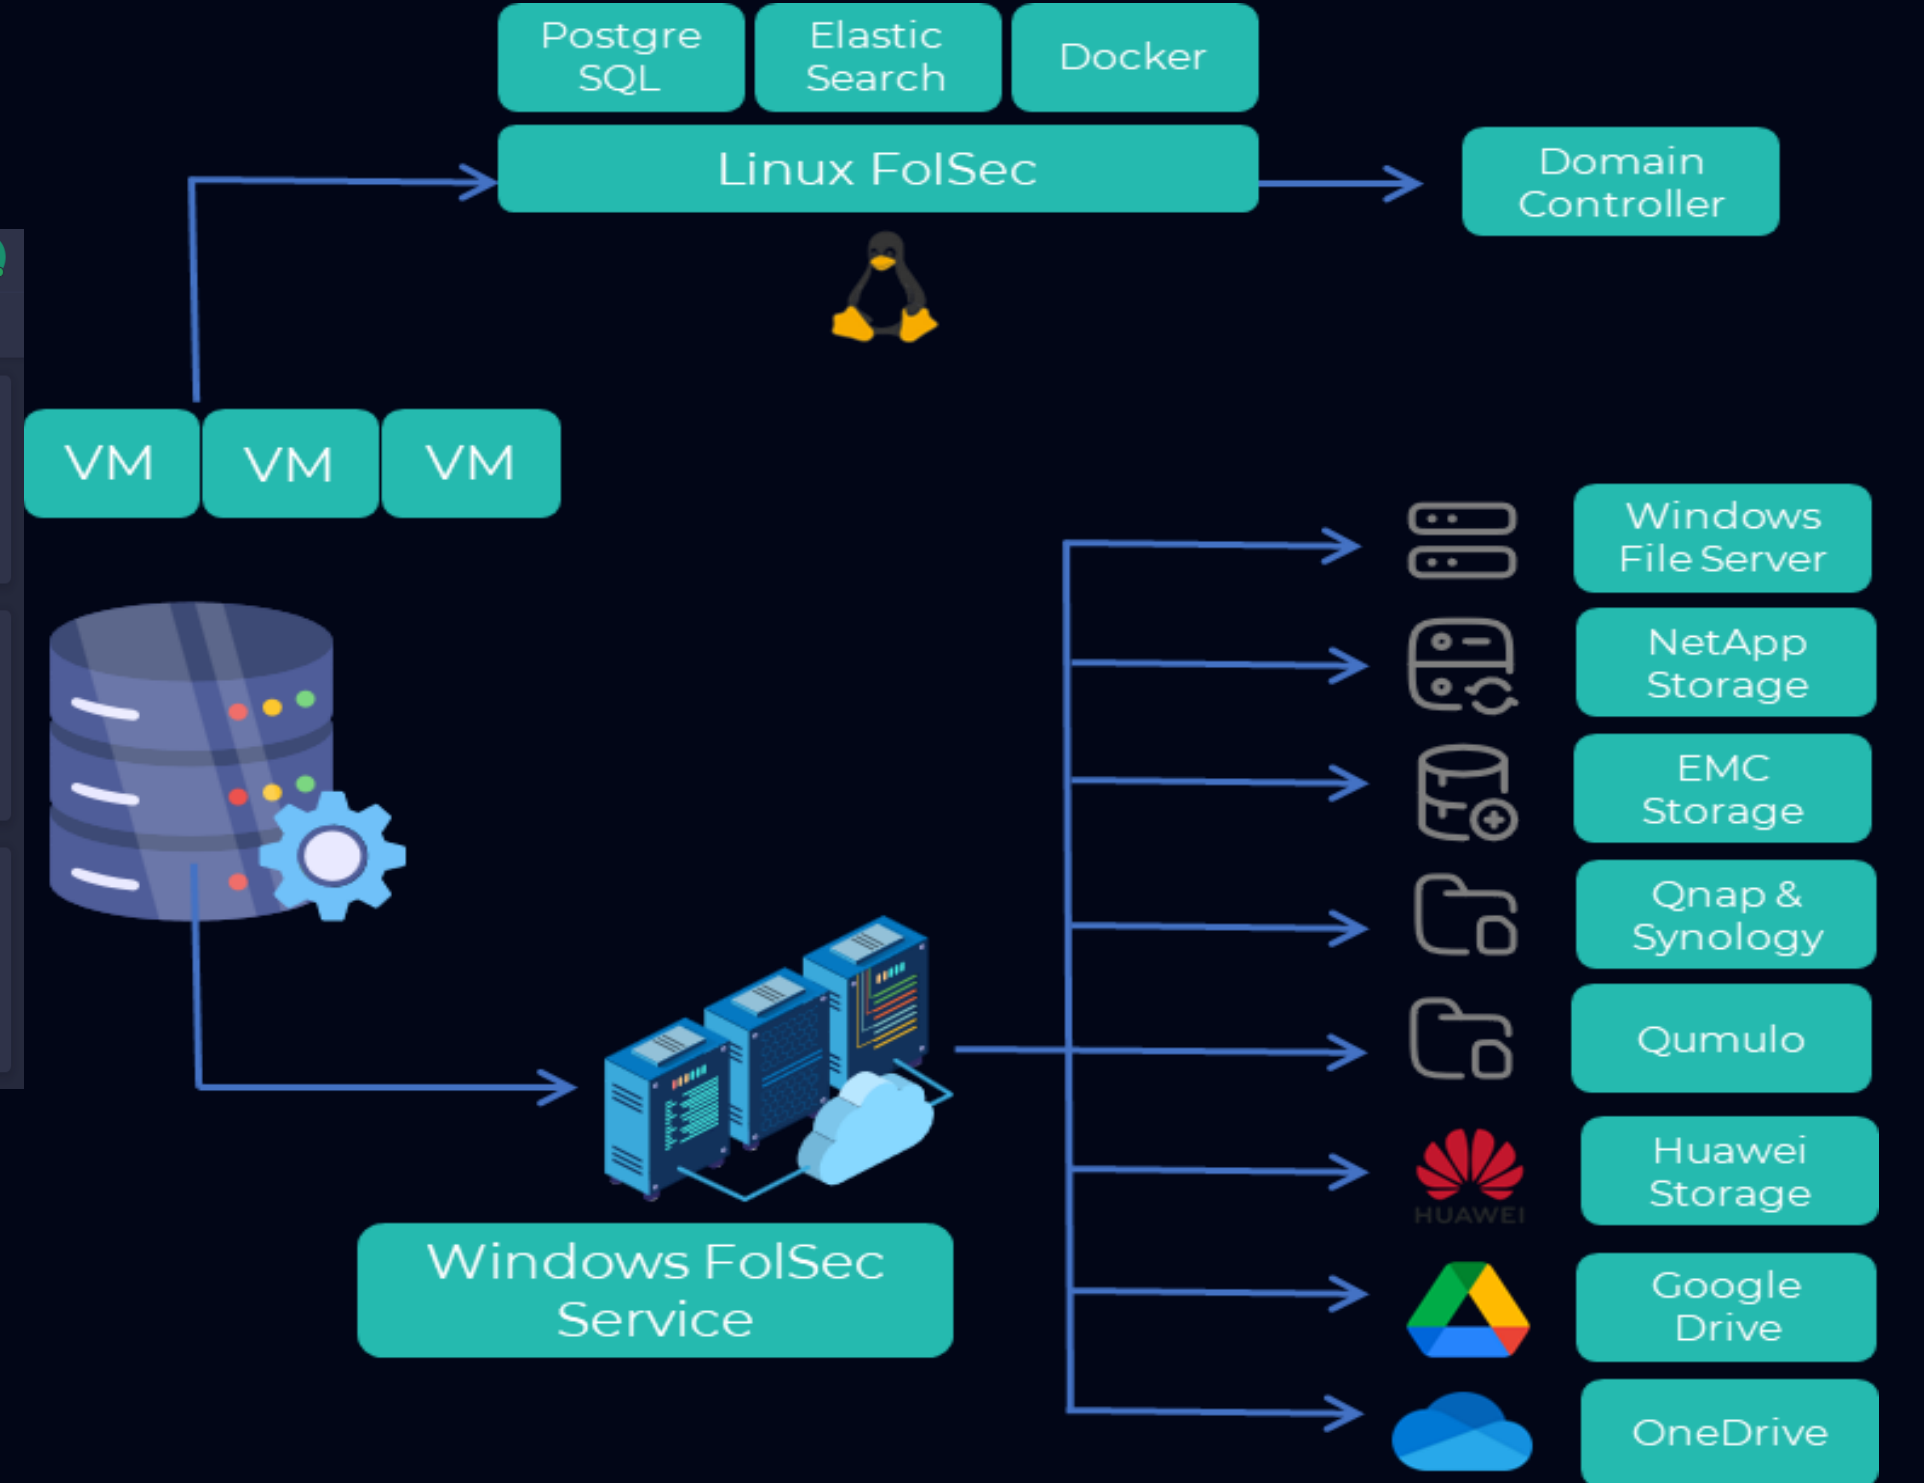 Postgre
SQL
Elastic
Search
Docker
Linux FolSec
Domain
Controller
VM
VM
VM
Windows
File Server
NetApp
Storage
EMC
Storage
Qnap &
Synology
Qumulo
HUAWEI
Huawei
Storage
Windows FolSec
Service
Google
Drive
OneDrive